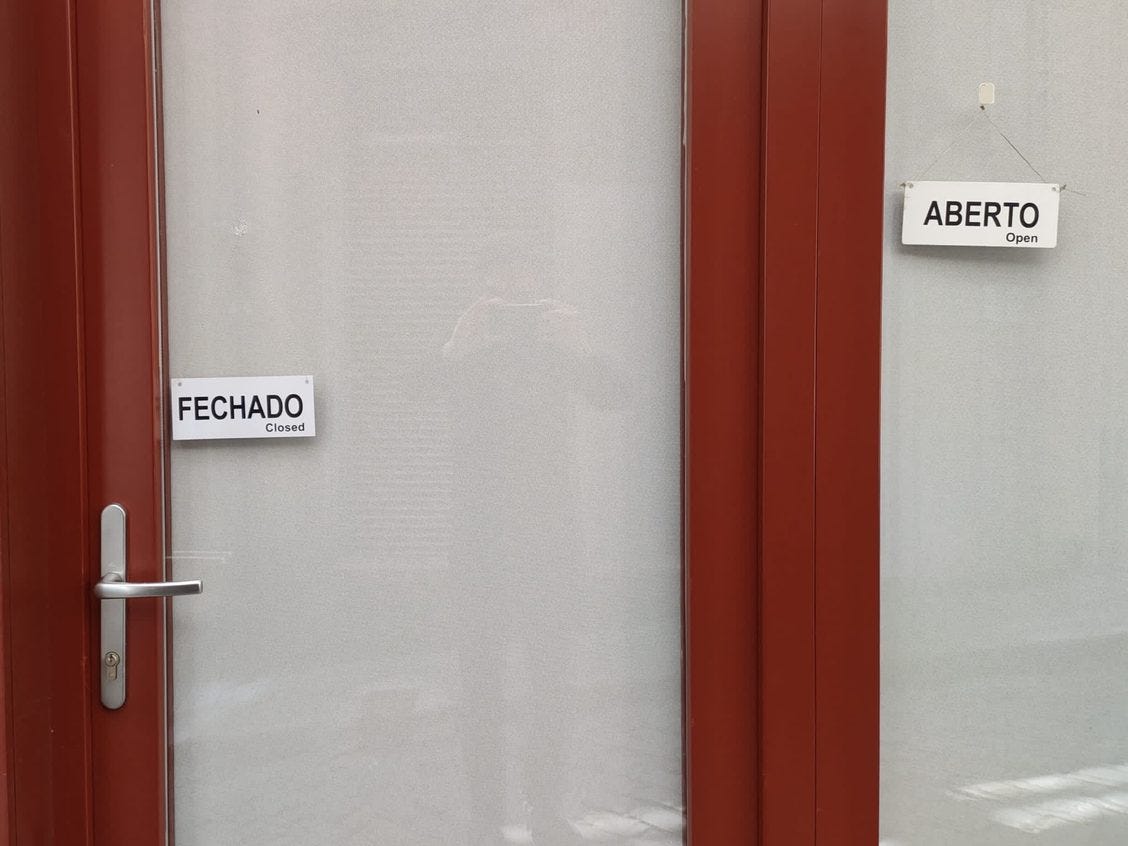 FECHADO
Closed
ABERTO
Open